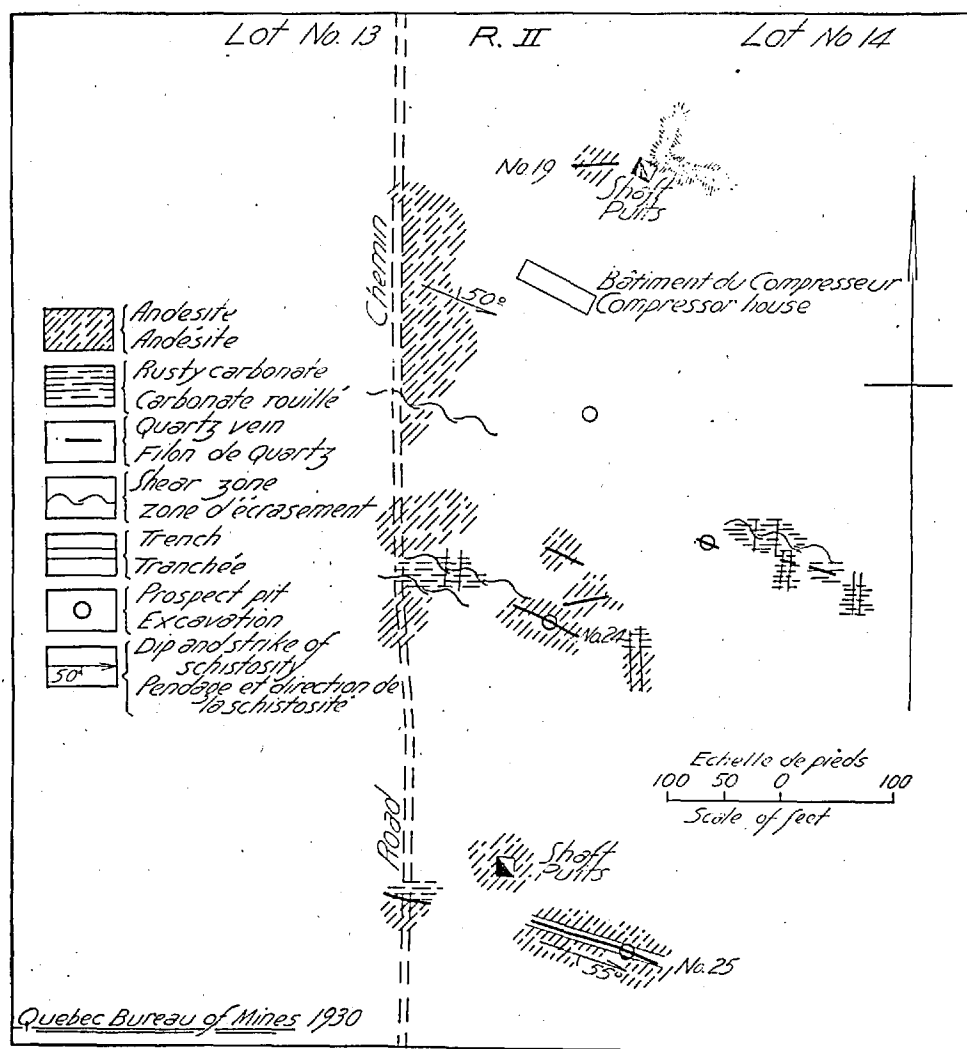 Lot No. 13
R. II
Lot No 14
No. 19
Shaft
Puits
Chemin
50º
Bâtiment du Compresseur
Compressor house
Andesite
Andésite
Rusty carbonate
Carbonate rouillé
Quartz vein
Filon de Quartz
Shear zone
Zone d'écrasement
Trench
Tranchée
Prospect pit
Excavation
50º
Dip and strike of
schistosity
Pendage et direction de
la schistosité
No.24
Echelle de pieds
100 50 0 100
Scale of feet
Road
Shaft
Puits
55º
No.25
Quebec Bureau of Mines 1930